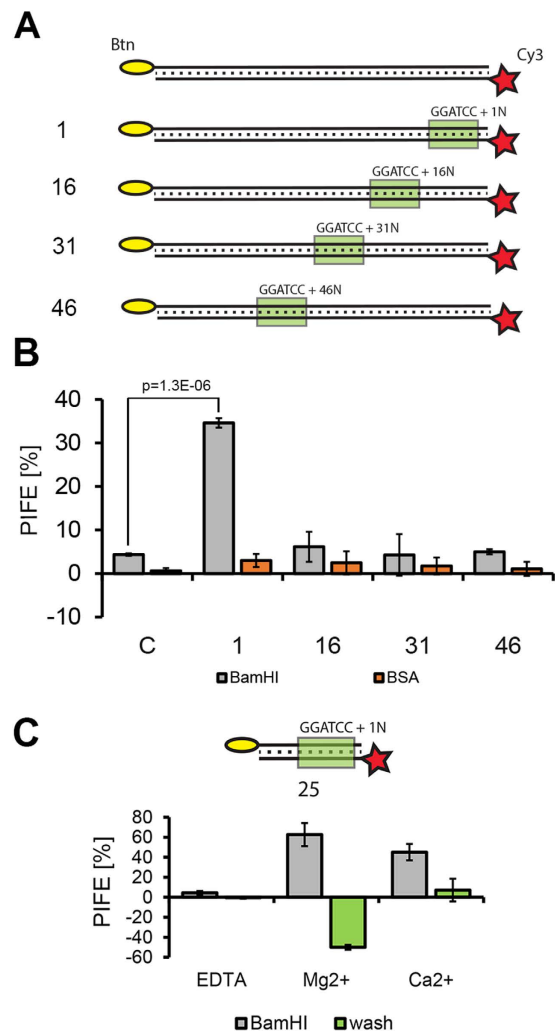 A
Btn
Cy3
GGATCC + 1N
1
GGATCC + 16N
16
GGATCC + 31N
31
GGATCC + 46N
46
B
p=1.3E-06
40
30
20
10
0
-10
PIFE [%]
C 1 16 31 46
BamHI BSA
C
GGATCC + 1N
25
80
60
40
20
0
-20
-40
-60
PIFE [%]
EDTA Mg2+ Ca2+
BamHI wash